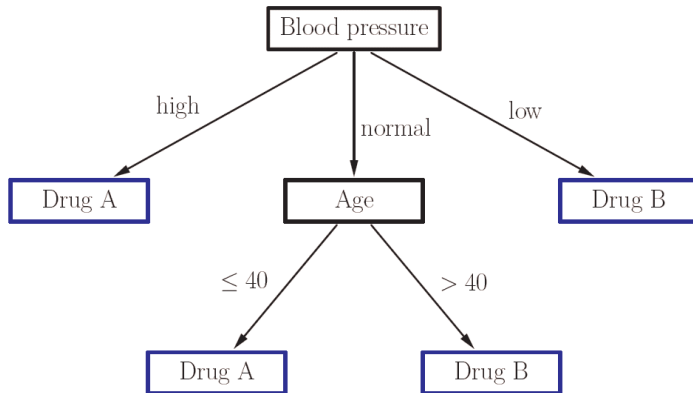 Blood pressure
high
normal
low
Drug A
Age
Drug B
≤ 40
> 40
Drug A
Drug B